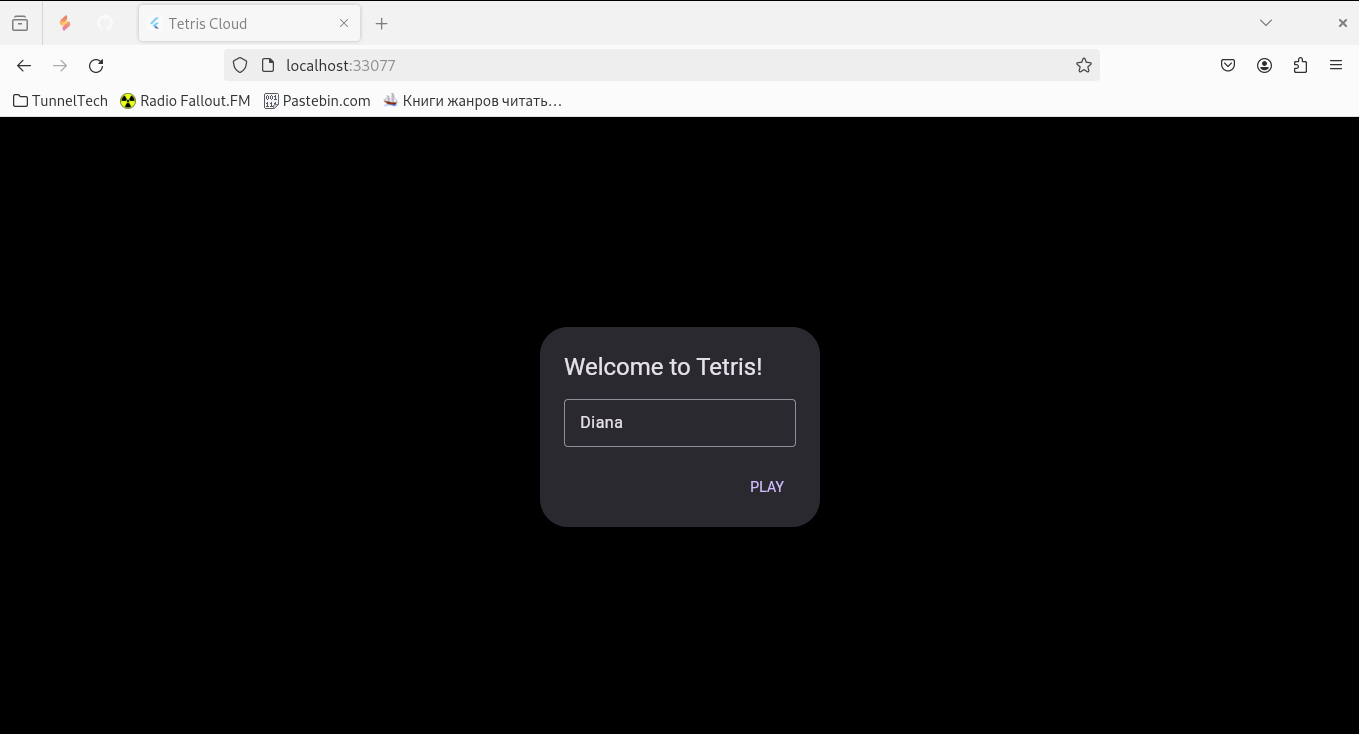 Tetris Cloud
localhost:33077
TunnelTech Radio Fallout.FM Pastebin.com Книги жанров читать…
Welcome to Tetris!
Diana
PLAY